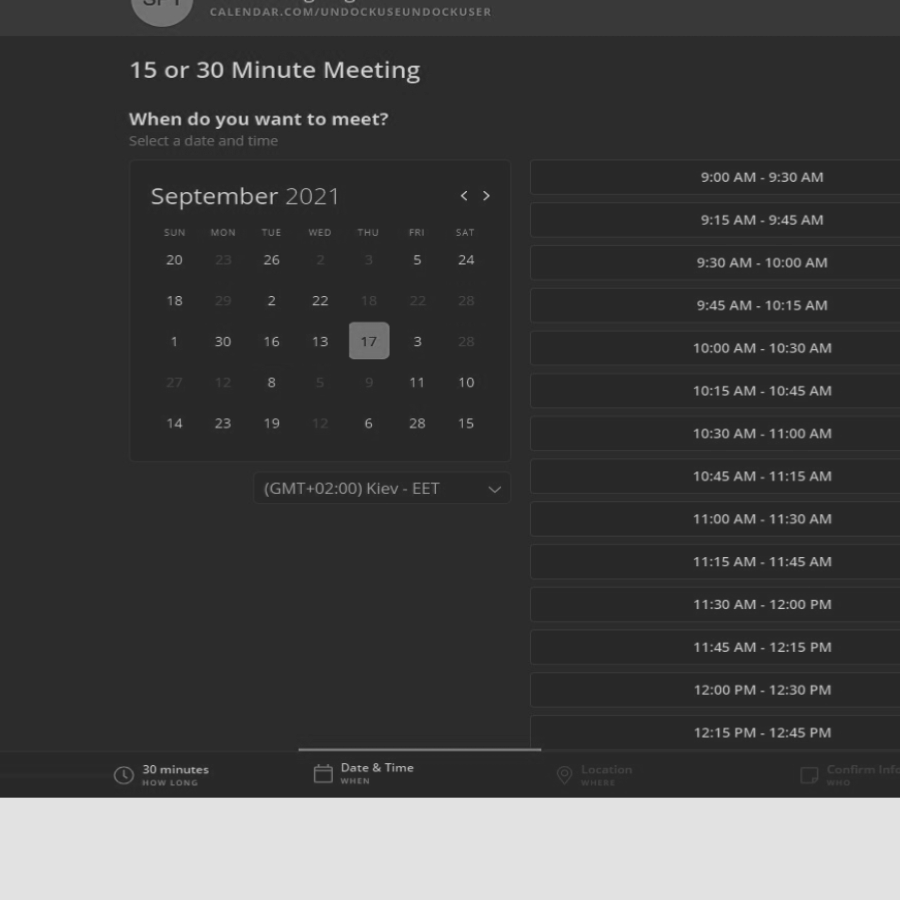 CALENDAR.COM/UNDOCKUSEUNDOCKUSER
15 or 30 Minute Meeting
When do you want to meet?
Select a date and time
September 2021 < >
SUN MON TUE WED THU FRI SAT
20 23 26 2 3 5 24
18 29 2 22 18 22 28
1 30 16 13 17 3 28
27 12 8 5 9 11 10
14 23 19 12 6 28 15
(GMT+02:00) Kiev - EET
9:00 AM - 9:30 AM
9:15 AM - 9:45 AM
9:30 AM - 10:00 AM
9:45 AM - 10:15 AM
10:00 AM - 10:30 AM
10:15 AM - 10:45 AM
10:30 AM - 11:00 AM
10:45 AM - 11:15 AM
11:00 AM - 11:30 AM
11:15 AM - 11:45 AM
11:30 AM - 12:00 PM
11:45 AM - 12:15 PM
12:00 PM - 12:30 PM
12:15 PM - 12:45 PM
30 minutes
HOW LONG
Date & Time
WHEN
Location
WHERE
Confirm Info
WHO